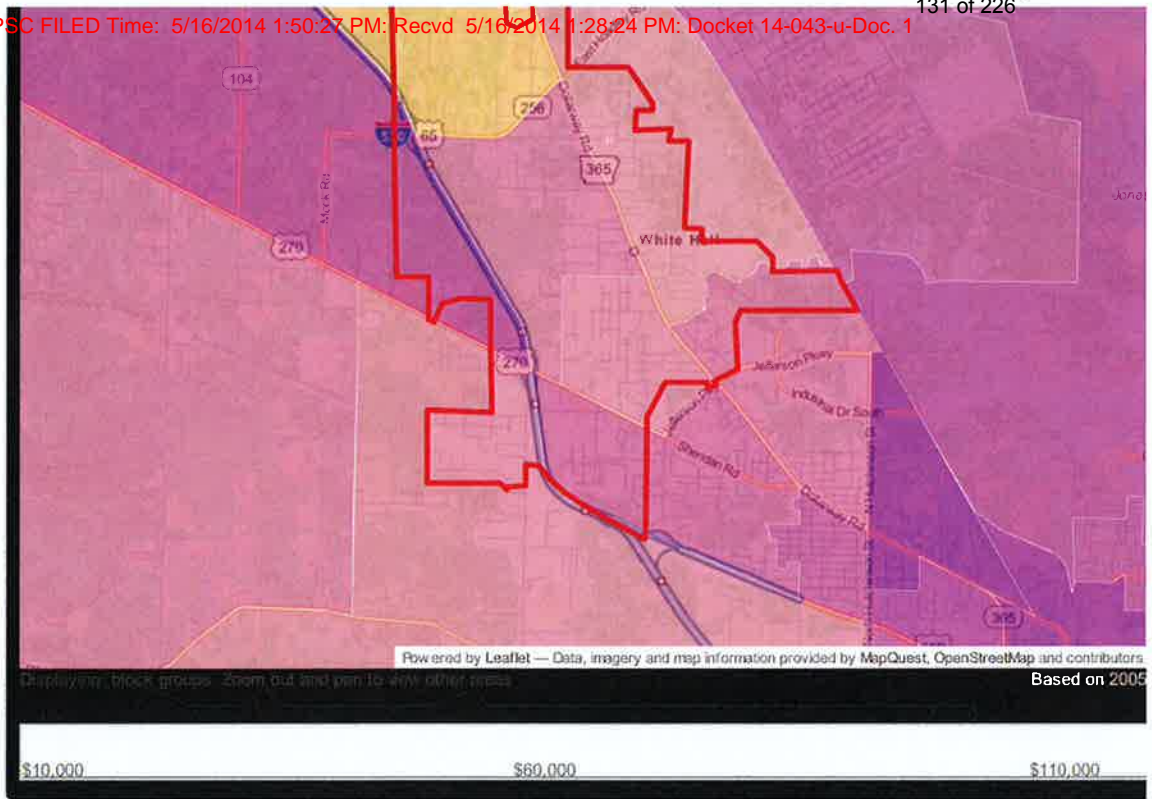 131 of 226
PSC FILED Time: 5/16/2014 1:50:27 PM: Recvd 5/16/2014 1:28:24 PM: Docket 14-043-u-Doc. 1
104
256
65
365
Mock Rd
Dollarway Rd
270
White Hall
270
Jefferson Pkwy
Industrial Dr South
Sheridan Rd
Dollarway Rd
365
Powered by Leaflet — Data, imagery and map information provided by MapQuest, OpenStreetMap and contributors
Displaying: block groups. Zoom out and pan to view other areas
Based on 2005
$10,000
$60,000
$110,000